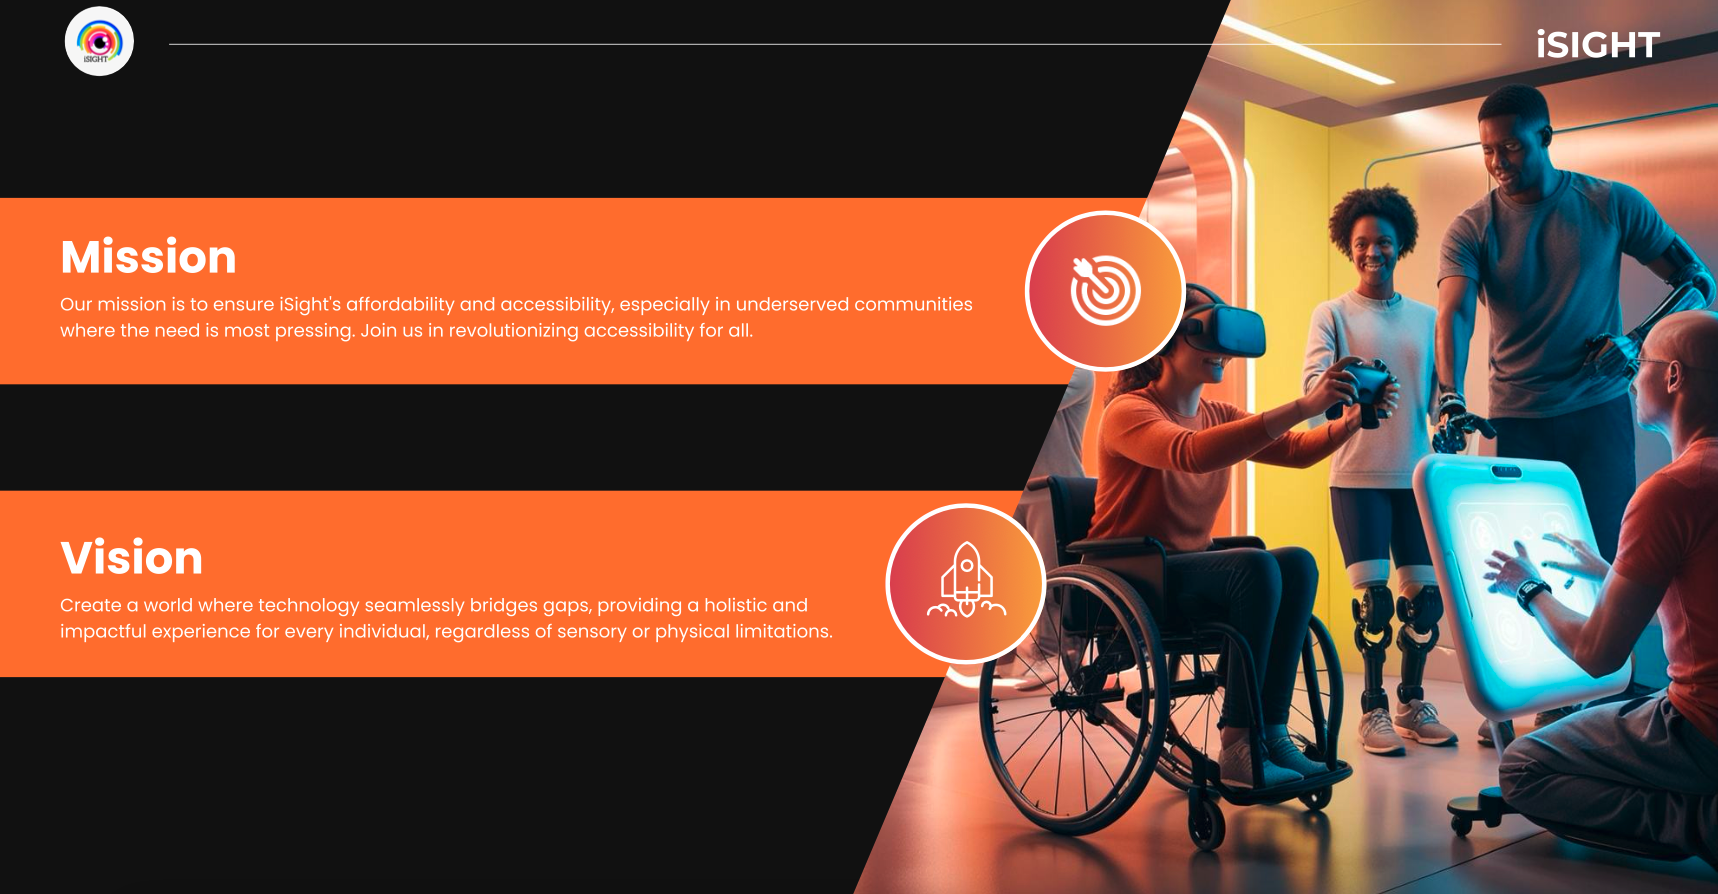 iSIGHT
iSIGHT
Mission
Our mission is to ensure iSight's affordability and accessibility, especially in underserved communities
where the need is most pressing. Join us in revolutionizing accessibility for all.
Vision
Create a world where technology seamlessly bridges gaps, providing a holistic and
impactful experience for every individual, regardless of sensory or physical limitations.